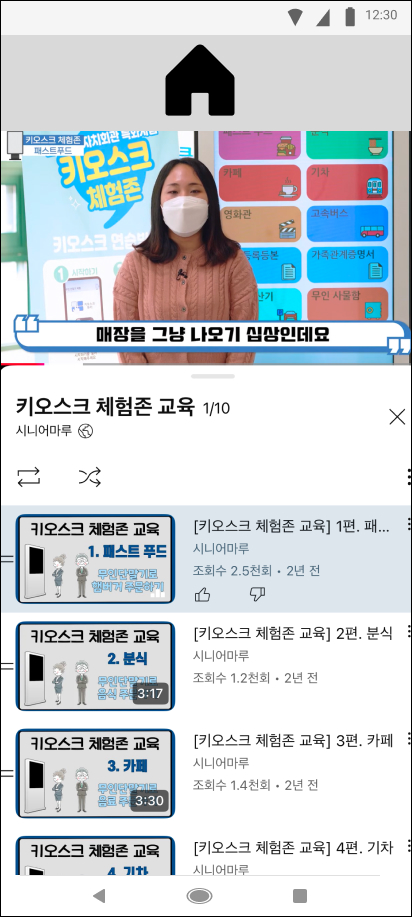 12:30
키오스크 체험존
패스트푸드
키오스크
체험존
키오스크 연습
1 시작하기
카페
기차
영화관
고속버스
등록등본
가족관계증명서
무인 사물함
매장을 그냥 나오기 십상인데요
키오스크 체험존 교육 1/10
시니어마루
키오스크 체험존 교육
1. 패스트 푸드
무인단말기로
햄버거 주문하기
[키오스크 체험존 교육] 1편. 패...
시니어마루
조회수 2.5천회 • 2년 전
키오스크 체험존 교육
2. 분식
무인단말기로
음식 주
3:17
[키오스크 체험존 교육] 2편. 분식
시니어마루
조회수 1.2천회 • 2년 전
키오스크 체험존 교육
3. 카페
무인단말기로
음료 주
3:30
[키오스크 체험존 교육] 3편. 카페
시니어마루
조회수 1.4천회 • 2년 전
키오스크 체험존 교육
4. 기차
[키오스크 체험존 교육] 4편. 기차
시니어마루